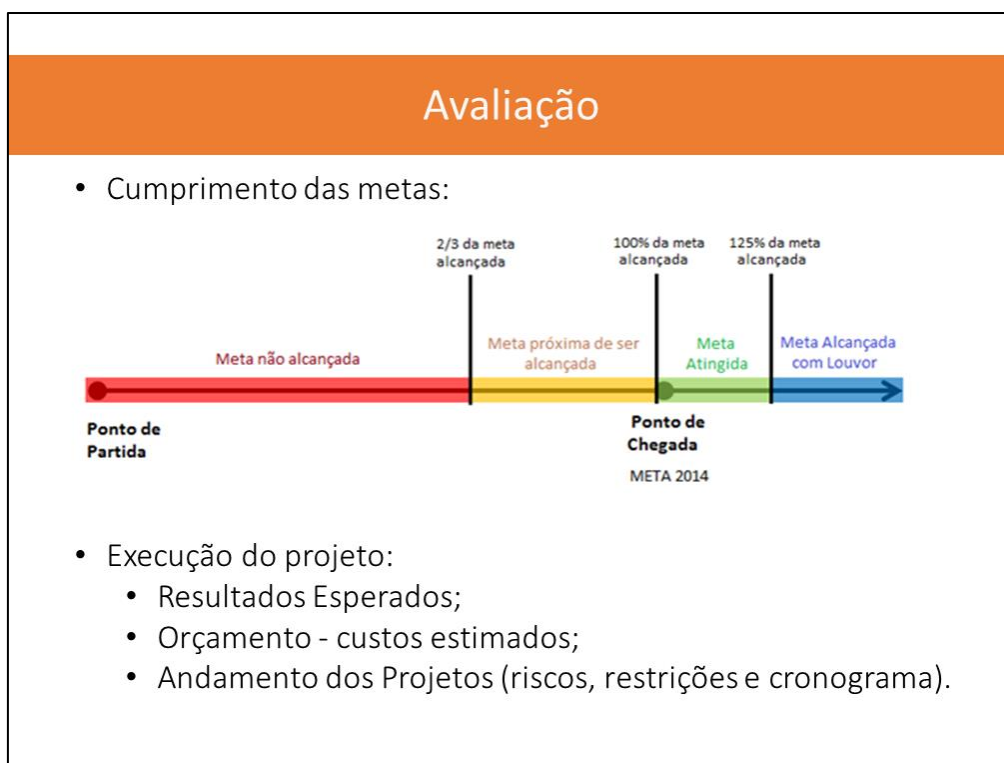 Avaliação
• Cumprimento das metas:
2/3 da meta
alcançada
100% da meta
alcançada
125% da meta
alcançada
Meta não alcançada
Meta próxima de ser
alcançada
Meta
Atingida
Meta Alcançada
com Louvor
Ponto de
Partida
Ponto de
Chegada
META 2014
• Execução do projeto:
• Resultados Esperados;
• Orçamento - custos estimados;
• Andamento dos Projetos (riscos, restrições e cronograma).